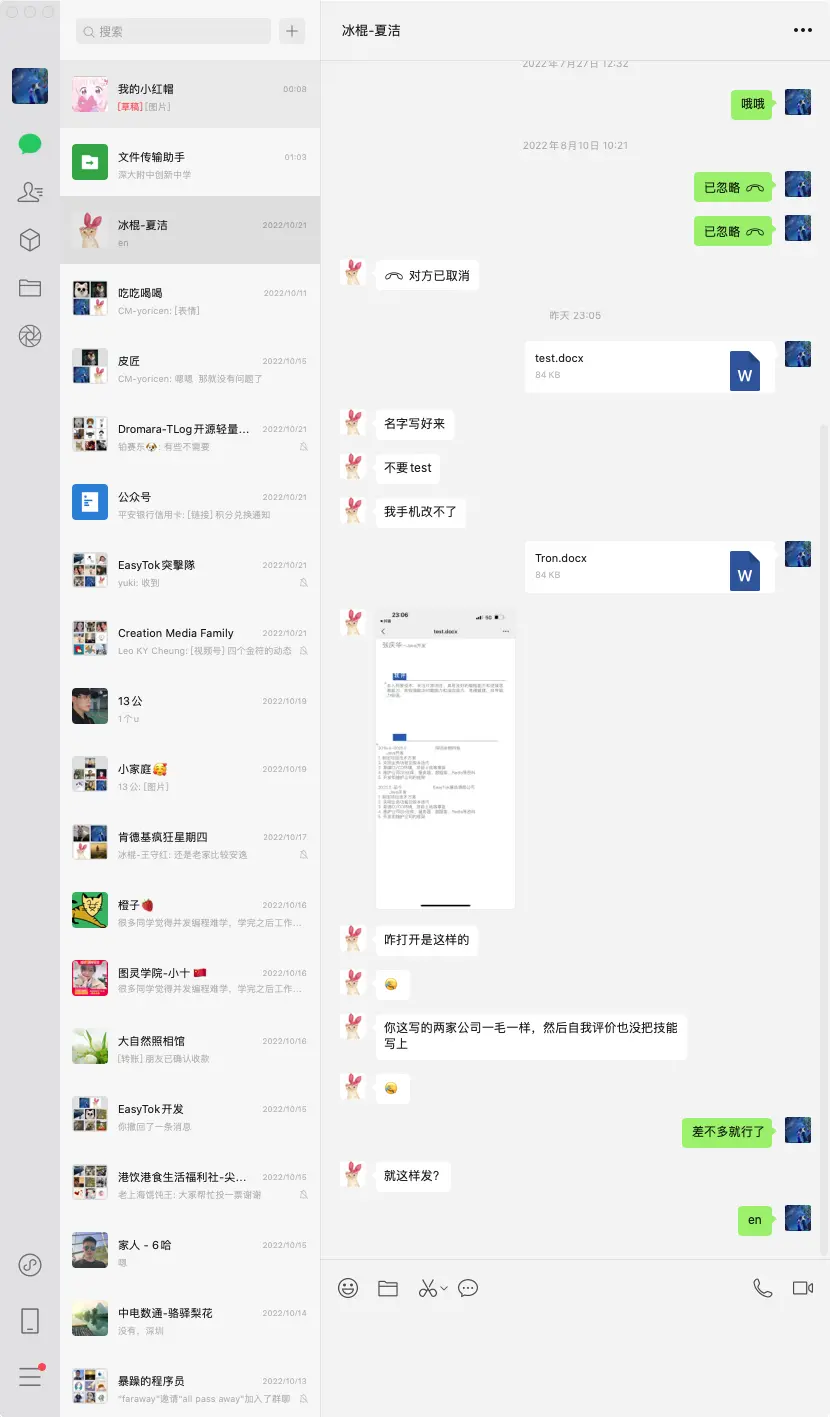 搜索
我的小红帽
00:08
[草稿][图片]
文件传输助手
01:03
深大附中创新中学
冰棍-夏洁
2022/10/21
en
吃吃喝喝
2022/10/11
CM-yoricen: [表情]
皮匠
2022/10/15
CM-yoricen: 嗯嗯 那就没有问题了
Dromara-TLog开源轻量...
2022/10/21
铂赛东🐶: 有些不需要
公众号
2022/10/21
平安银行信用卡: [链接] 积分兑换通知
EasyTok突擊隊
2022/10/21
yuki: 收到
Creation Media Family
2022/10/21
Leo KY Cheung: [视频号] 四个金符的动态
13公
2022/10/19
1个u
小家庭🥰
2022/10/19
13公: [图片]
肯德基疯狂星期四
2022/10/17
冰棍-王守红: 还是老家比较安逸
橙子🍓
2022/10/16
很多同学觉得并发编程难学，学完之后工作...
图灵学院-小十🇨🇳
2022/10/16
很多同学觉得并发编程难学，学完之后工作...
大自然照相馆
2022/10/16
[转账] 朋友已确认收款
EasyTok开发
2022/10/15
你撤回了一条消息
港饮港食生活福利社-尖...
2022/10/15
老上海馄饨王: 大家帮忙投一票谢谢
家人 - 6哈
2022/10/15
嗯
中电数通-骆驿梨花
2022/10/14
没有，深圳
暴躁的程序员
2022/10/13
“faraway”邀请“all pass away”加入了群聊
冰棍-夏洁
2022年7月27日 12:32
哦哦
2022年8月10日 10:21
已忽略
已忽略
对方已取消
昨天 23:05
test.docx
84 KB
W
名字写好来
不要test
我手机改不了
Tron.docx
84 KB
W
23:06
5G
test.docx
Java开发
Java开发
Java开发
咋打开是这样的
你这写的两家公司一毛一样，然后自我评价也没把技能
写上
差不多就行了
就这样发?
en